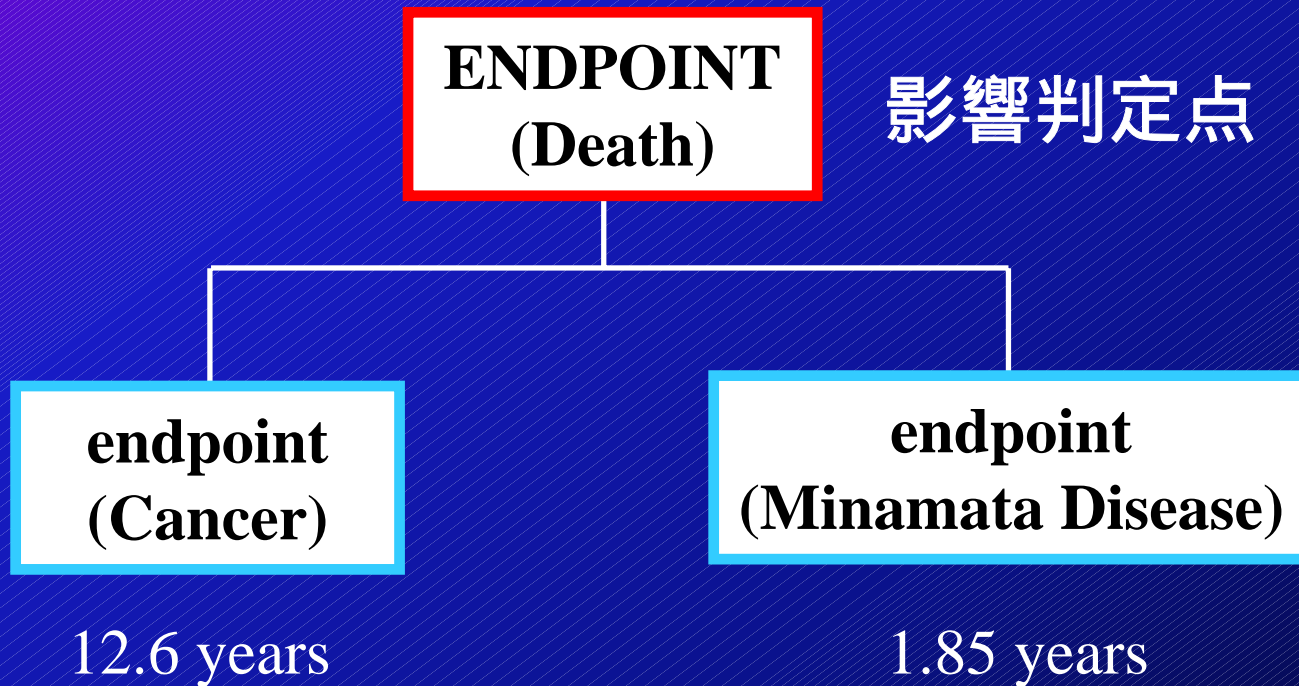 ENDPOINT
(Death)
影響判定点
endpoint
(Cancer)
endpoint
(Minamata Disease)
12.6 years
1.85 years